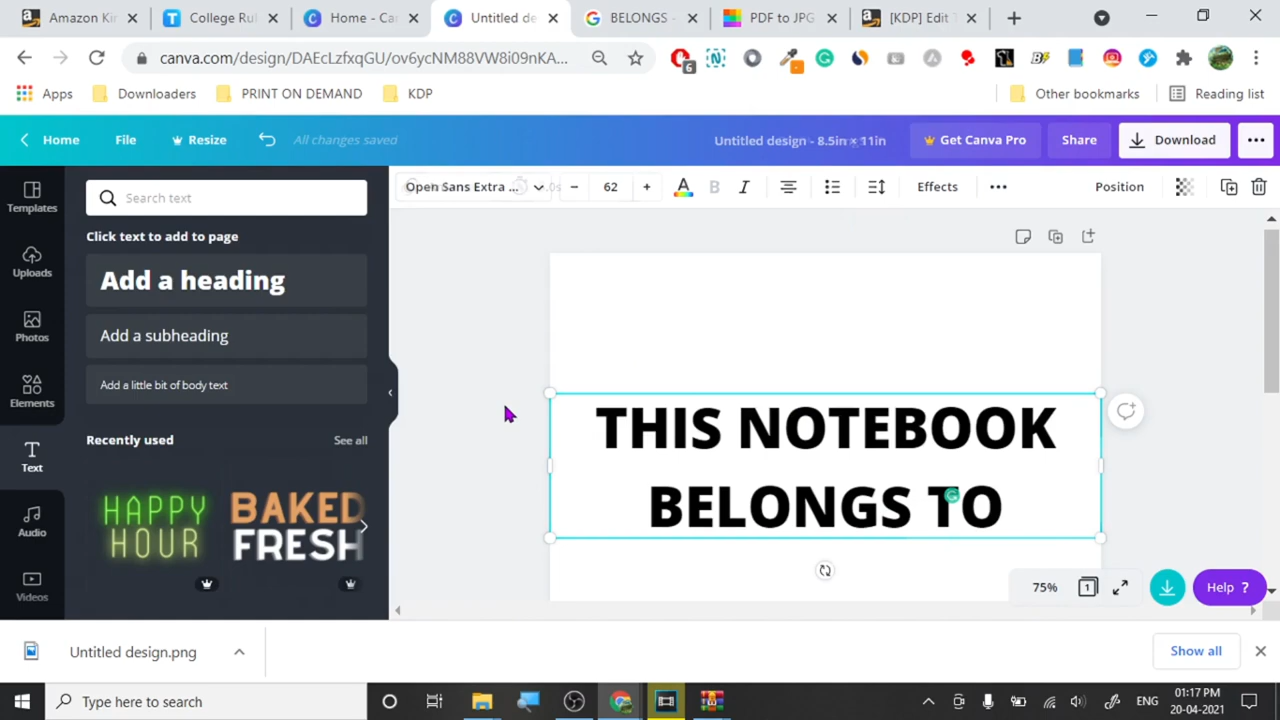 Amazon Kin
College Rul
Home - Can
Untitled de
BELONGS -
PDF to JPG
[KDP] Edit T
canva.com/design/DAEcLzfxqGU/ov6ycNM88VW8i09nKA...
6
Apps
Downloaders
PRINT ON DEMAND
KDP
Other bookmarks
Reading list
Home
File
Resize
All changes saved
Untitled design - 8.5in × 11in
Get Canva Pro
Share
Download
Templates
Uploads
Photos
Elements
Text
Audio
Videos
Search text
Click text to add to page
Add a heading
Add a subheading
Add a little bit of body text
Recently used
See all
HAPPY
HOUR
BAKED
FRESH
Open Sans Extra ...
62
Effects
Position
THIS NOTEBOOK
BELONGS TO
75%
1
Help ?
Untitled design.png
Show all
Type here to search
ENG
01:17 PM
20-04-2021